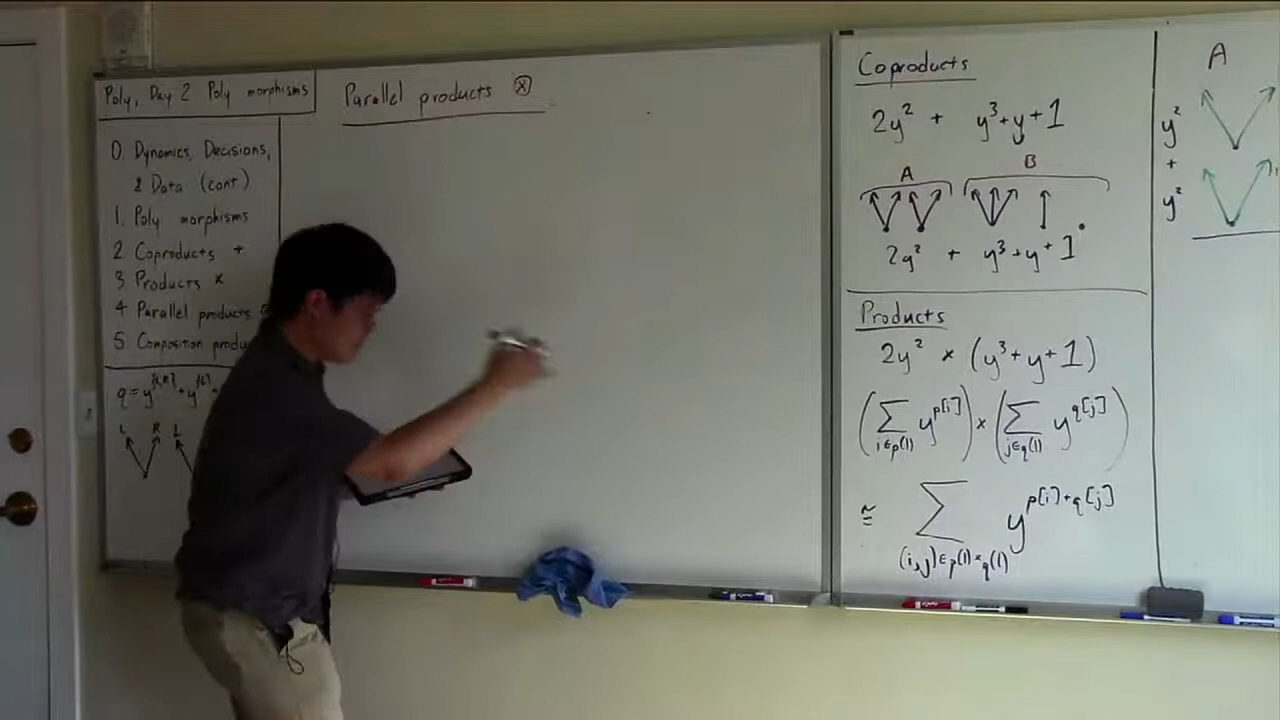 Poly, Day 2 Poly morphisms
0. Dynamics, Decisions,
& Data (cont)
1. Poly morphisms
2 Coproducts +
3 Products ×
4 Parallel products
5 Composition produ
q = y^{L,R} + y^{L}
L R L
Parallel products ⊗
Coproducts
2y² + y³+y+1
A B
2y² + y³+y+1
Products
2y² × (y³+y+1)
(∑_{i∈p(1)} y^{p[i]}) × (∑_{j∈q(1)} y^{q[j]})
≅ ∑_{(i,j)∈p(1)×q(1)} y^{p[i]+q[j]}
A
y²
+
y²